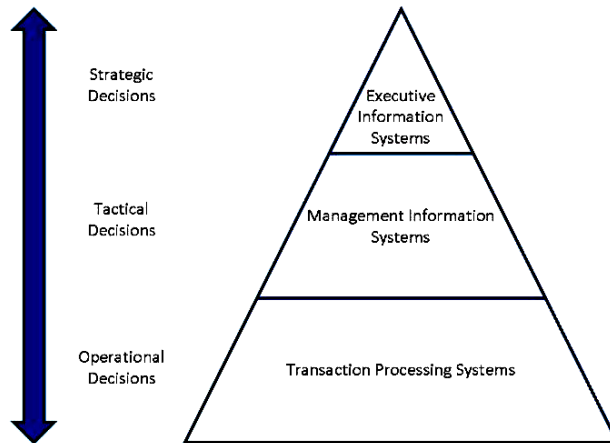 Strategic
Decisions
Executive
Information
Systems
Tactical
Decisions
Management Information
Systems
Operational
Decisions
Transaction Processing Systems